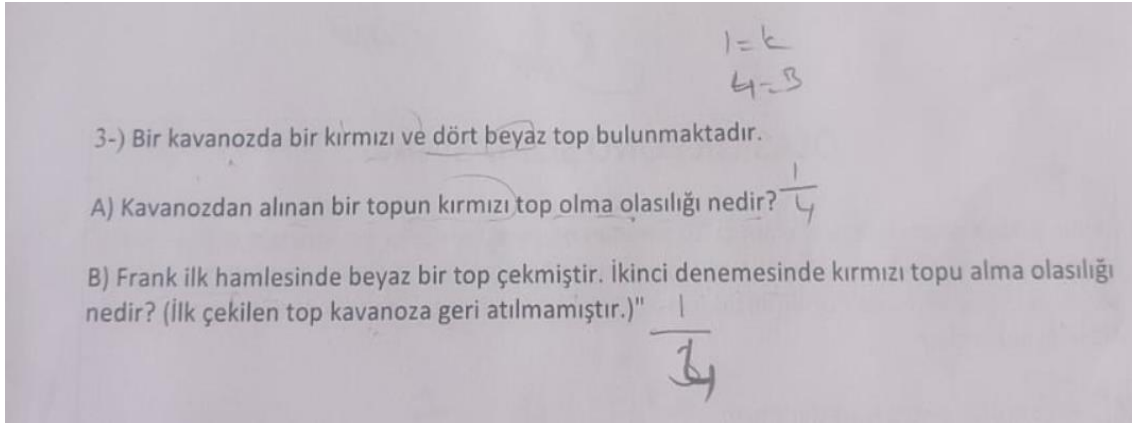 1=k
4=B
3-) Bir kavanozda bir kırmızı ve dört beyaz top bulunmaktadır.
A) Kavanozdan alınan bir topun kırmızı top olma olasılığı nedir? 1/4
B) Frank ilk hamlesinde beyaz bir top çekmiştir. İkinci denemesinde kırmızı topu alma olasılığı
nedir? (İlk çekilen top kavanoza geri atılmamıştır.)" 1/4